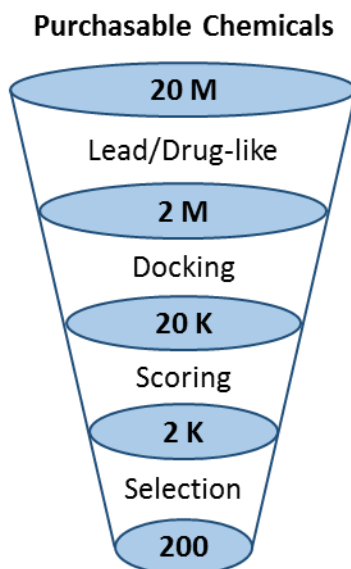 Purchasable Chemicals
20 M
Lead/Drug-like
2 M
Docking
20 K
Scoring
2 K
Selection
200